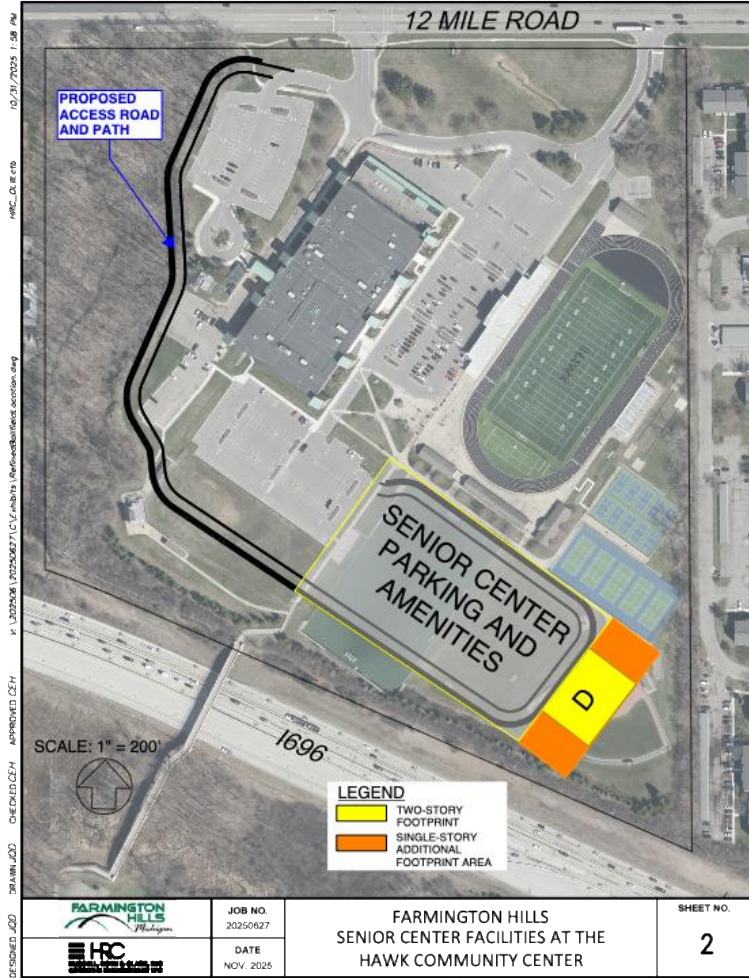 12 MILE ROAD
PROPOSED
ACCESS ROAD
AND PATH
SENIOR CENTER
PARKING AND
AMENITIES
D
I696
SCALE: 1" = 200'
LEGEND
TWO-STORY
FOOTPRINT
SINGLE-STORY
ADDITIONAL
FOOTPRINT AREA
10/31/2025 1:58 PM
APPROVED CEH
CHECKED CEH
DRAWN JQD
DESIGNED JQD
FARMINGTON
HILLS
Michigan
HRC
JOB NO.
20250627
DATE
NOV. 2025
FARMINGTON HILLS
SENIOR CENTER FACILITIES AT THE
HAWK COMMUNITY CENTER
SHEET NO.
2